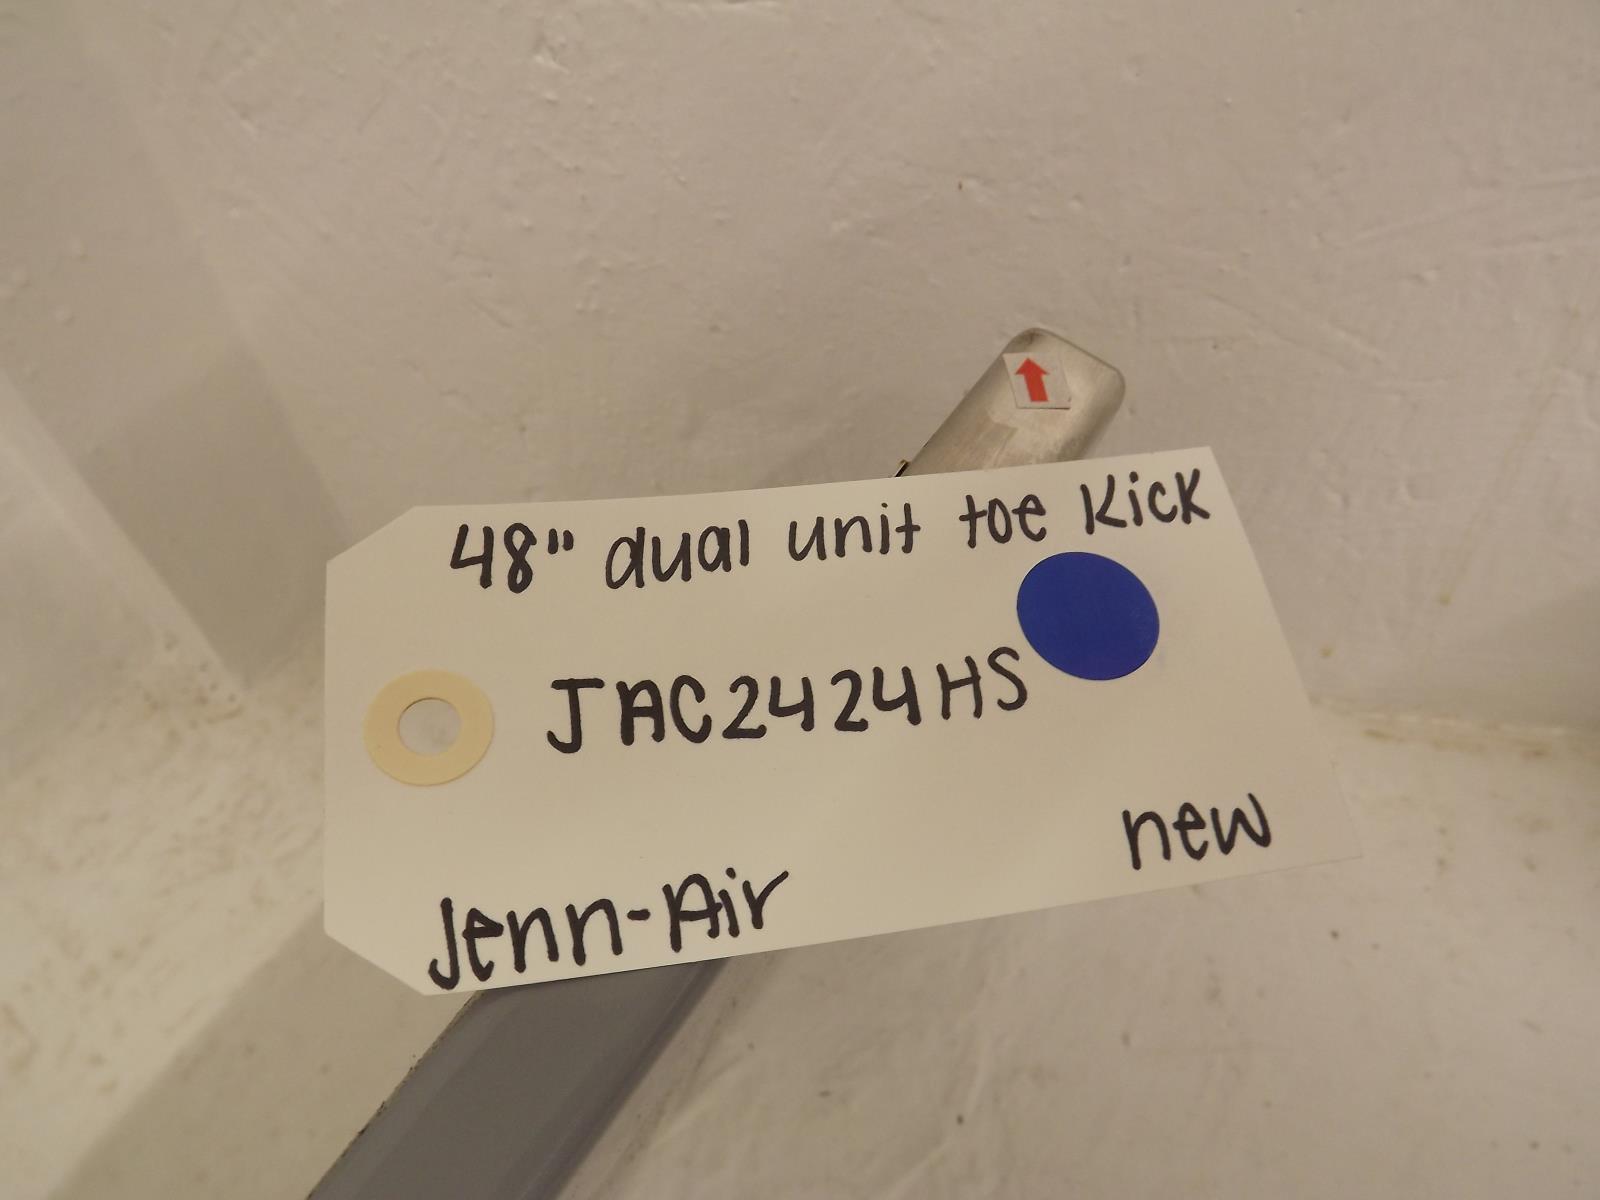 48" dual unit toe Kick
JAC2424HS
new
Jenn-Air